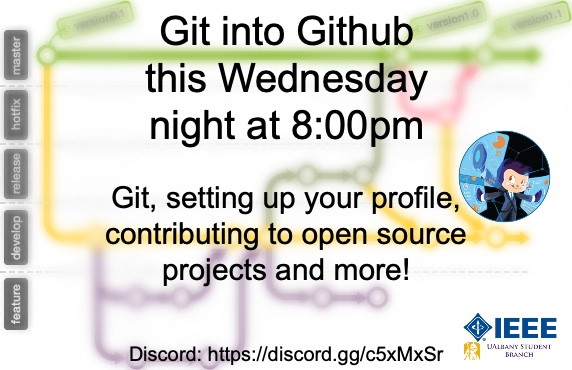 version0.1
version1.0
version1.1
Git into Github
this Wednesday
night at 8:00pm
master
hotfix
release
develop
feature
Git, setting up your profile,
contributing to open source
projects and more!
IEEE
UALBANY STUDENT
BRANCH
Discord: https://discord.gg/c5xMxSr